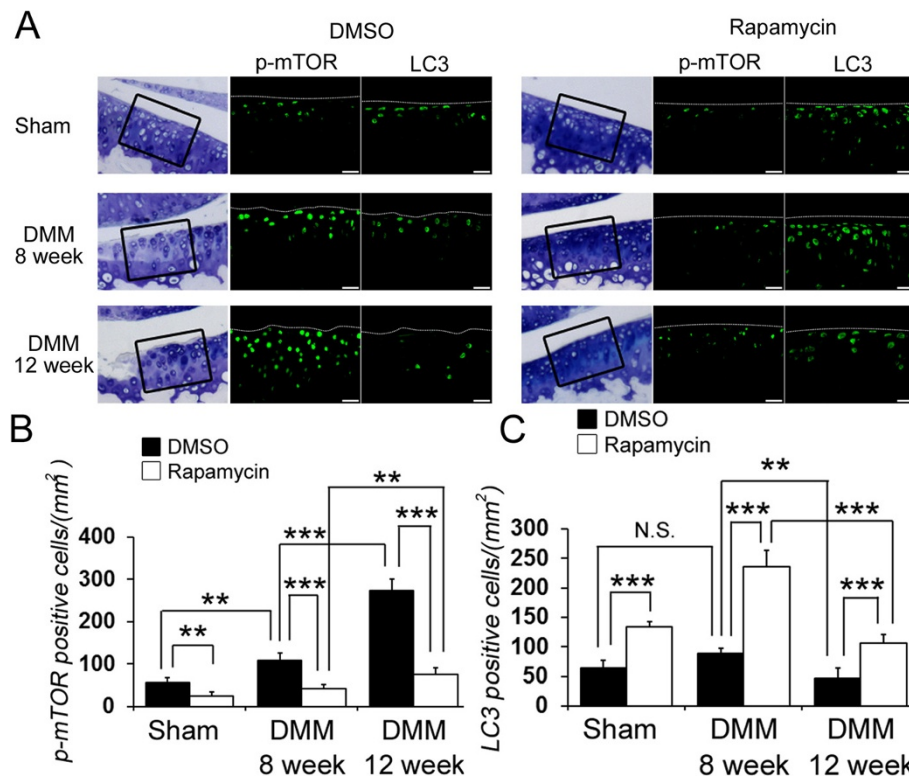 A
DMSO
Rapamycin
p-mTOR LC3
p-mTOR LC3
Sham
DMM
8 week
DMM
12 week
B
DMSO
Rapamycin
p-mTOR positive cells/(mm²)
400
300
200
100
0
**
**
***
***
**
***
Sham
DMM
8 week
DMM
12 week
C
DMSO
Rapamycin
LC3 positive cells/(mm²)
300
250
200
150
100
50
0
N.S.
***
**
***
***
***
Sham
DMM
8 week
DMM
12 week